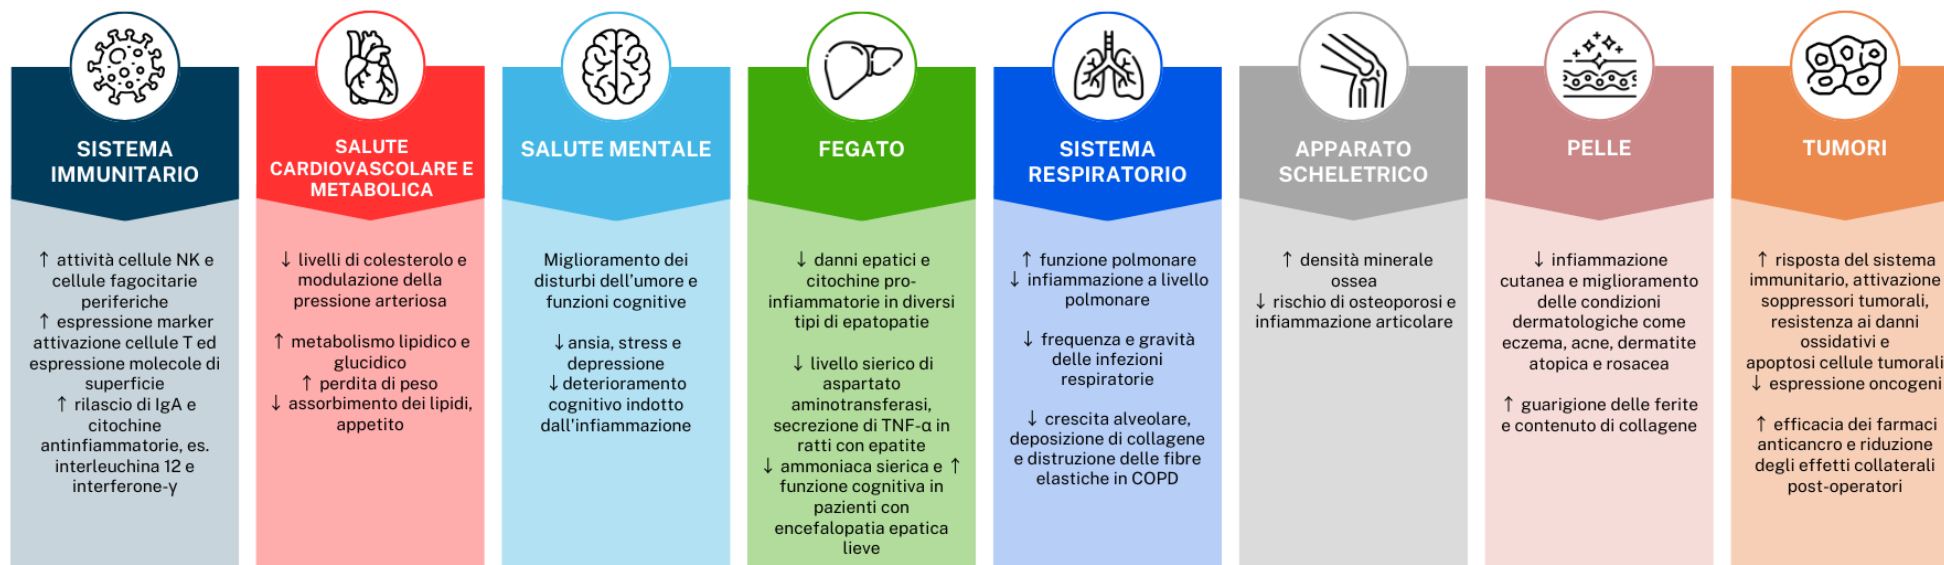 SISTEMA
IMMUNITARIO
↑ attività cellule NK e
cellule fagocitarie
periferiche
↑ espressione marker
attivazione cellule T ed
espressione molecole di
superficie
↑ rilascio di IgA e
citochine
antinfiammatorie, es.
interleuchina 12 e
interferone-γ
SALUTE
CARDIOVASCOLARE E
METABOLICA
↓ livelli di colesterolo e
modulazione della
pressione arteriosa
↑ metabolismo lipidico e
glucidico
↑ perdita di peso
↓ assorbimento dei lipidi,
appetito
SALUTE MENTALE
Miglioramento dei
disturbi dell'umore e
funzioni cognitive
↓ansia, stress e
depressione
↓deterioramento
cognitivo indotto
dall'infiammazione
FEGATO
↓ danni epatici e
citochine pro-
infiammatorie in diversi
tipi di epatopatie
↓ livello sierico di
aspartato
aminotransferasi,
secrezione di TNF-α in
ratti con epatite
↓ ammoniaca sierica e ↑
funzione cognitiva in
pazienti con
encefalopatia epatica
lieve
SISTEMA
RESPIRATORIO
↑ funzione polmonare
↓ infiammazione a livello
polmonare
↓ frequenza e gravità
delle infezioni
respiratorie
↓ crescita alveolare,
deposizione di collagene
e distruzione delle fibre
elastiche in COPD
APPARATO
SCHELETRICO
↑ densità minerale
ossea
↓ rischio di osteoporosi e
infiammazione articolare
PELLE
↓ infiammazione
cutanea e miglioramento
delle condizioni
dermatologiche come
eczema, acne, dermatite
atopica e rosacea
↑ guarigione delle ferite
e contenuto di collagene
TUMORI
↑ risposta del sistema
immunitario, attivazione
soppressori tumorali,
resistenza ai danni
ossidativi e
apoptosi cellule tumorali
↓ espressione oncogeni
↑ efficacia dei farmaci
anticancro e riduzione
degli effetti collaterali
post-operatori